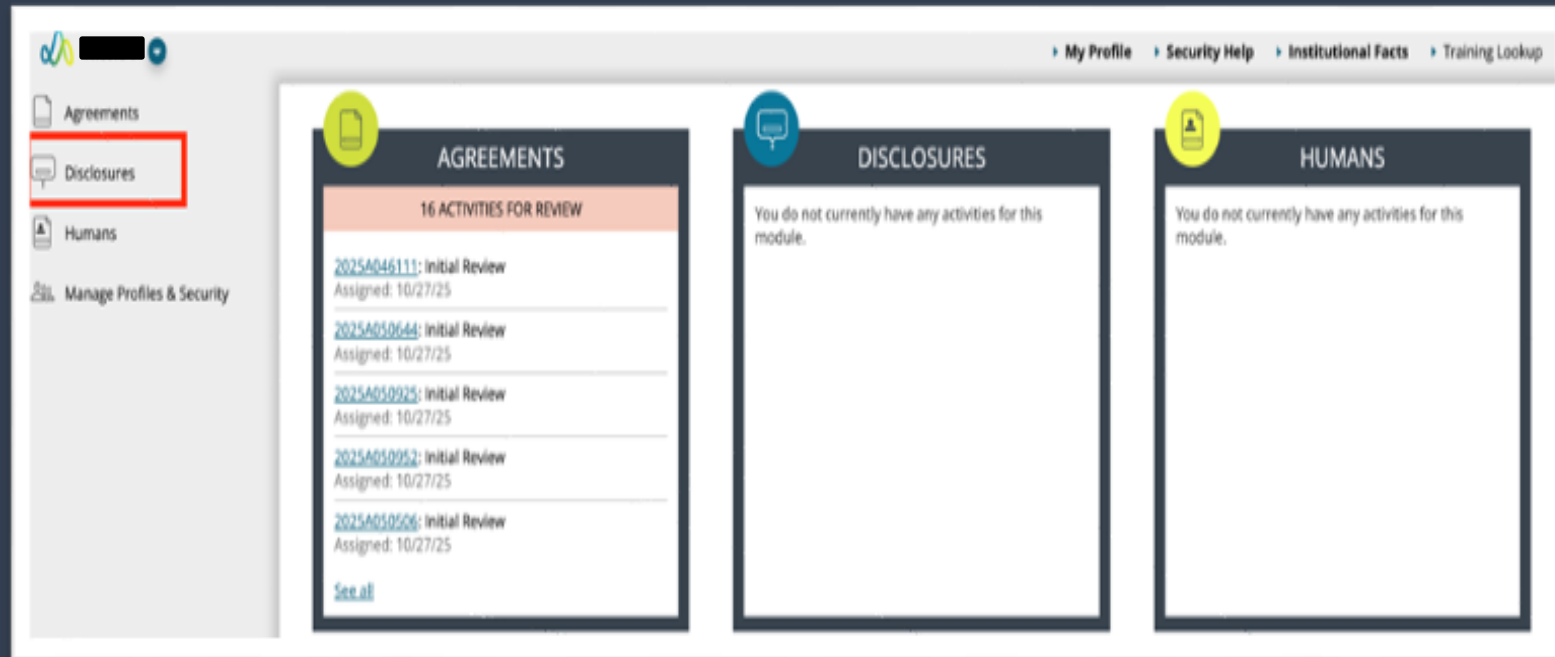 My Profile Security Help Institutional Facts Training Lookup
Agreements
Disclosures
Humans
Manage Profiles & Security
AGREEMENTS
16 ACTIVITIES FOR REVIEW
2025A046111: Initial Review
Assigned: 10/27/25
2025A050644: Initial Review
Assigned: 10/27/25
2025A050925: Initial Review
Assigned: 10/27/25
2025A050952: Initial Review
Assigned: 10/27/25
2025A050506: Initial Review
Assigned: 10/27/25
See all
DISCLOSURES
You do not currently have any activities for this
module.
HUMANS
You do not currently have any activities for this
module.